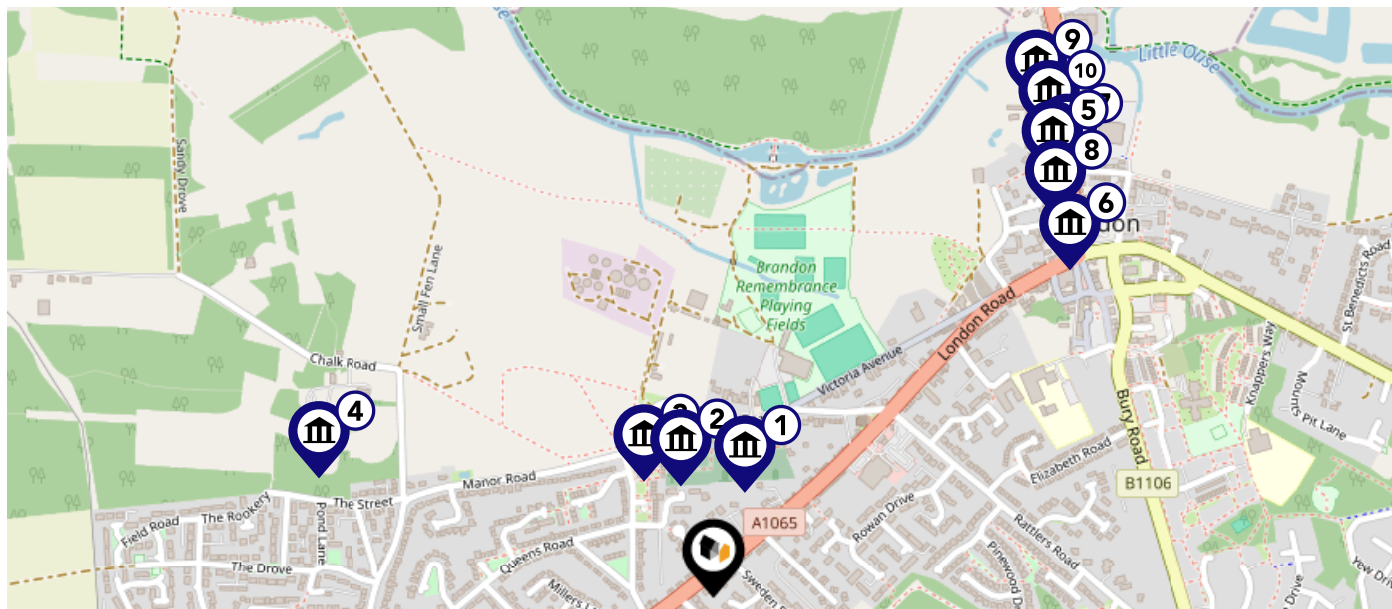 9
10
7
5
8
6
Little Ouse
Sandy Drove
Small Fen Lane
Chalk Road
4
2
1
Brandon
Remembrance
Playing
Fields
Victoria Avenue
London Road
Bury Road
B1106
Knappers Way
St Benedicts Road
Mount's Pit Lane
Elizabeth Road
Rattlers Road
Manor Road
The Street
Field Road
The Rookery
Pond Lane
The Drove
Queens Road
A1065
Rowan Drive
Sweden
Drive